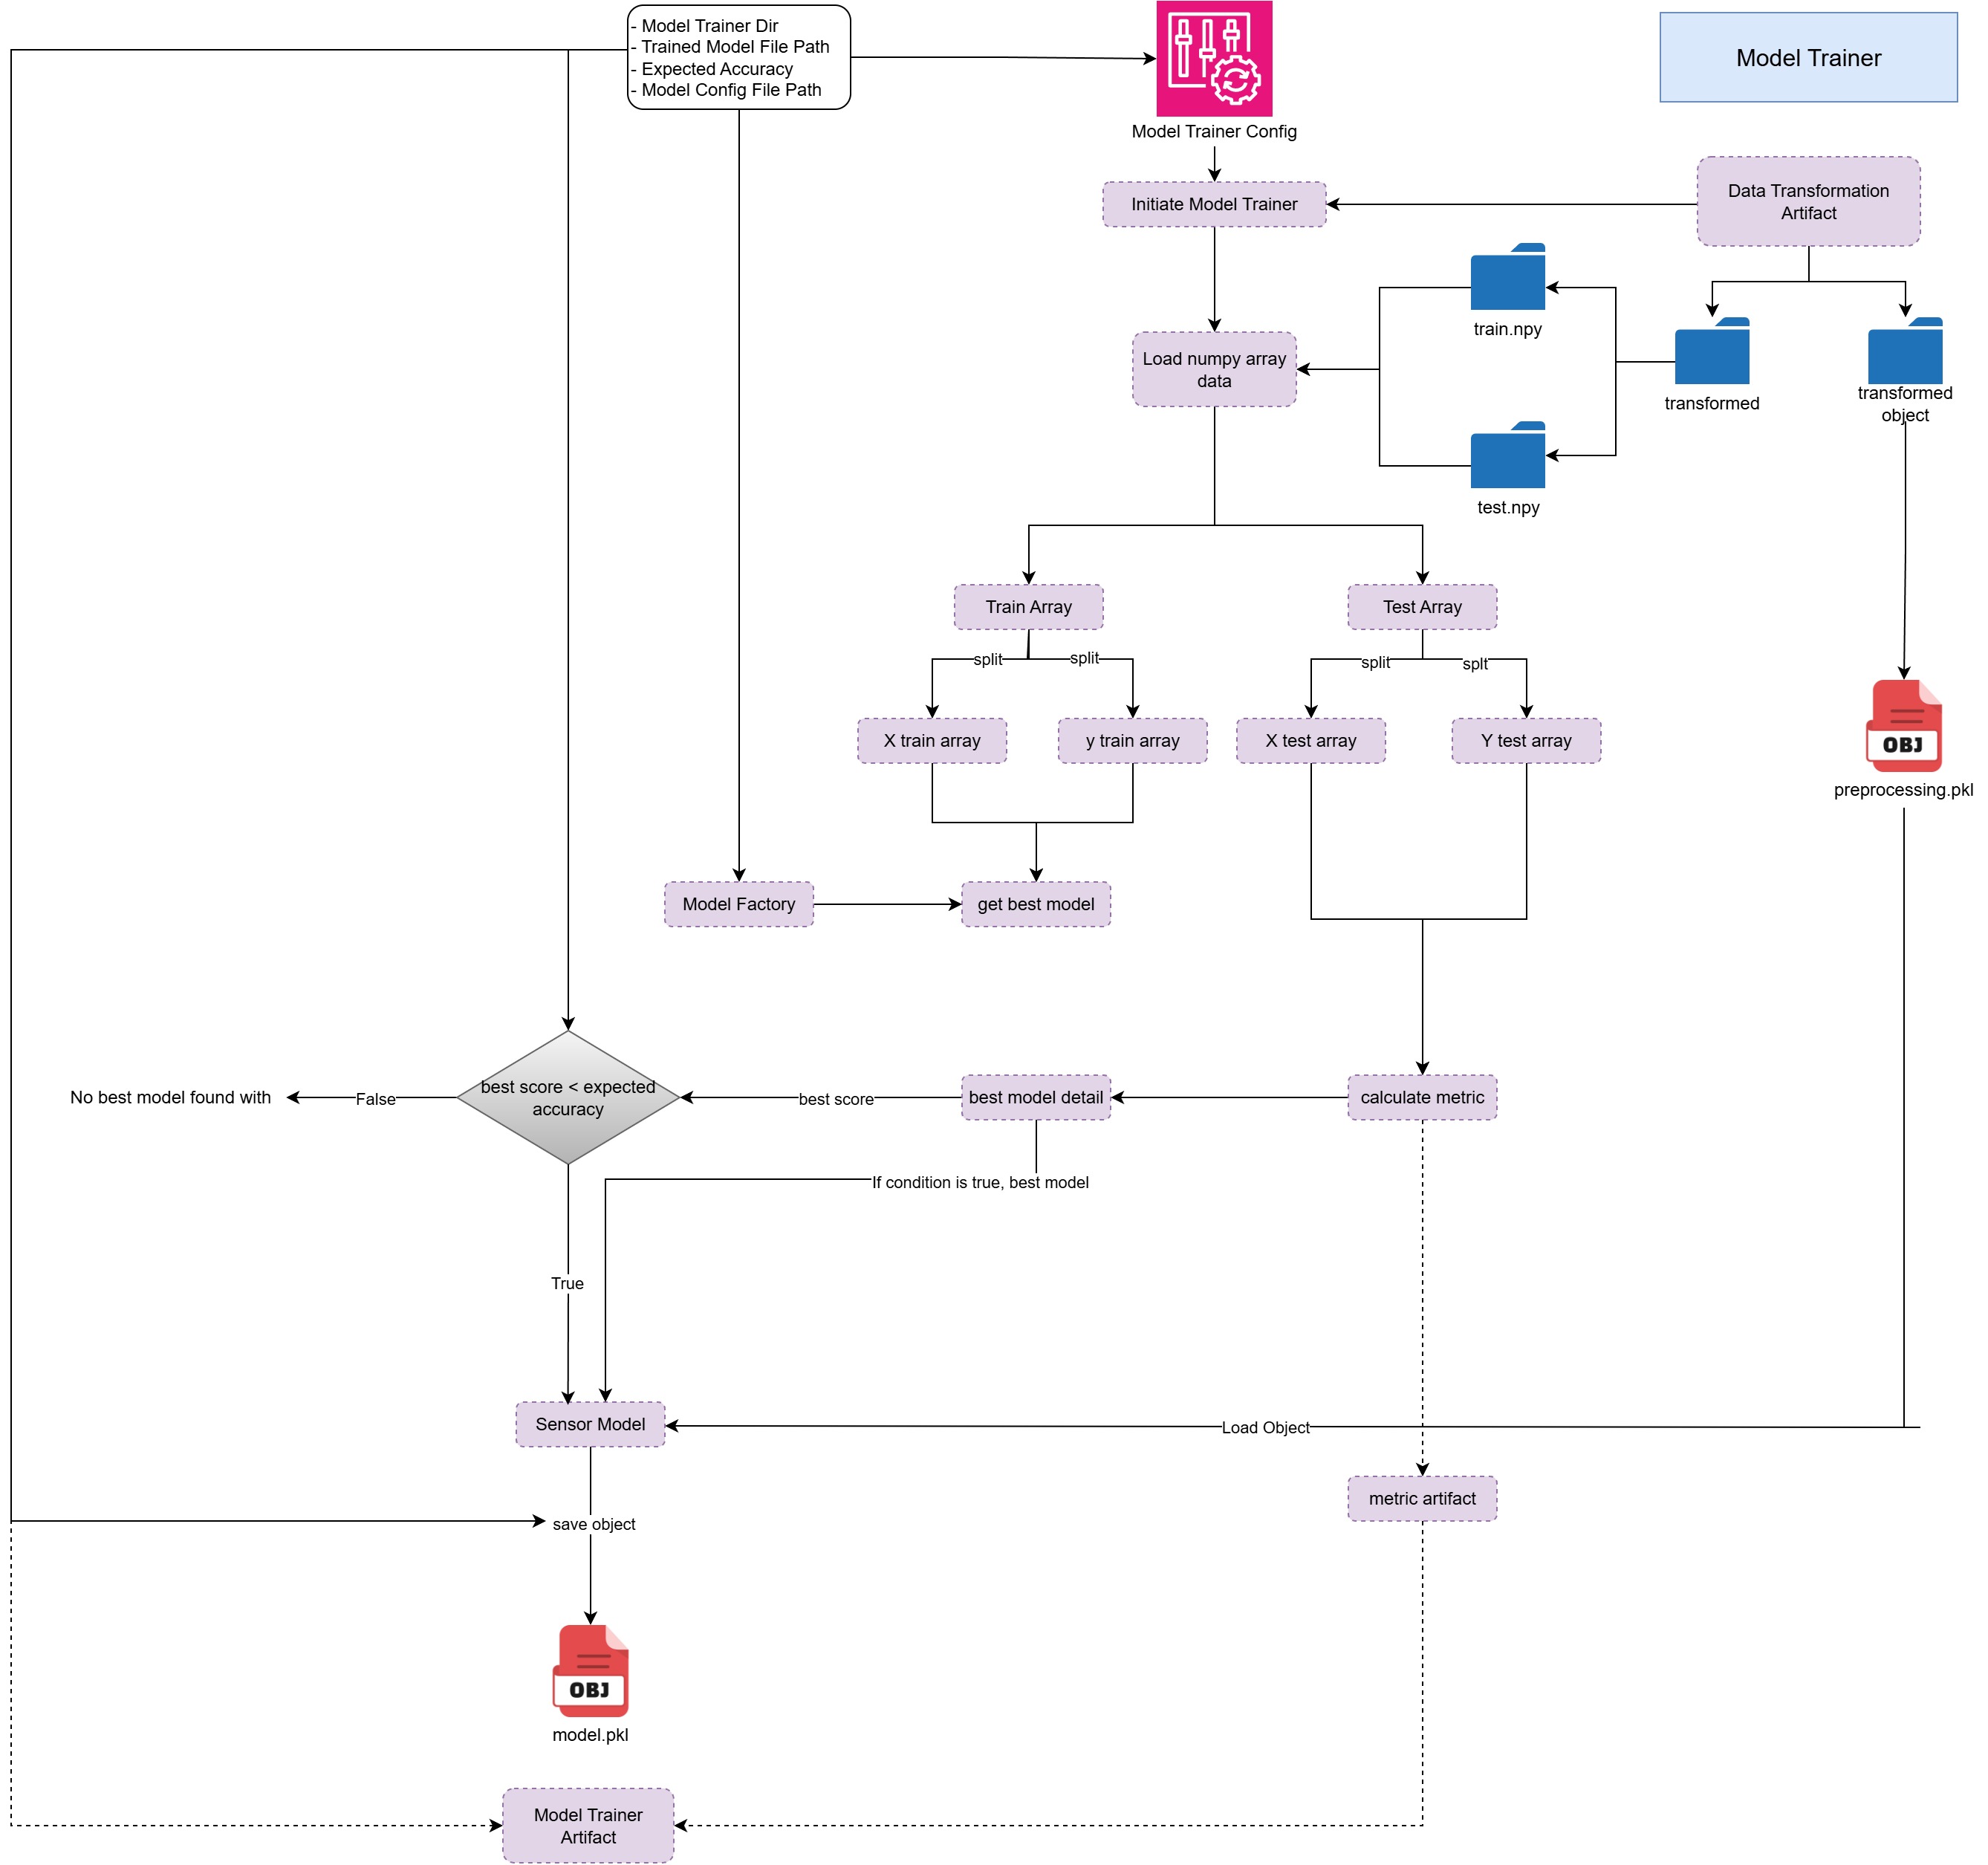 - Model Trainer Dir
- Trained Model File Path
- Expected Accuracy
- Model Config File Path
Model Trainer Config
Model Trainer
Initiate Model Trainer
Data Transformation
Artifact
train.npy
Load numpy array
data
transformed
transformed
object
test.npy
Train Array
Test Array
split
split
split
splt
X train array
y train array
X test array
Y test array
OBJ
preprocessing.pkl
Model Factory
get best model
best score < expected
accuracy
No best model found with
False
best score
best model detail
calculate metric
If condition is true, best model
True
Sensor Model
Load Object
metric artifact
save object
OBJ
model.pkl
Model Trainer
Artifact